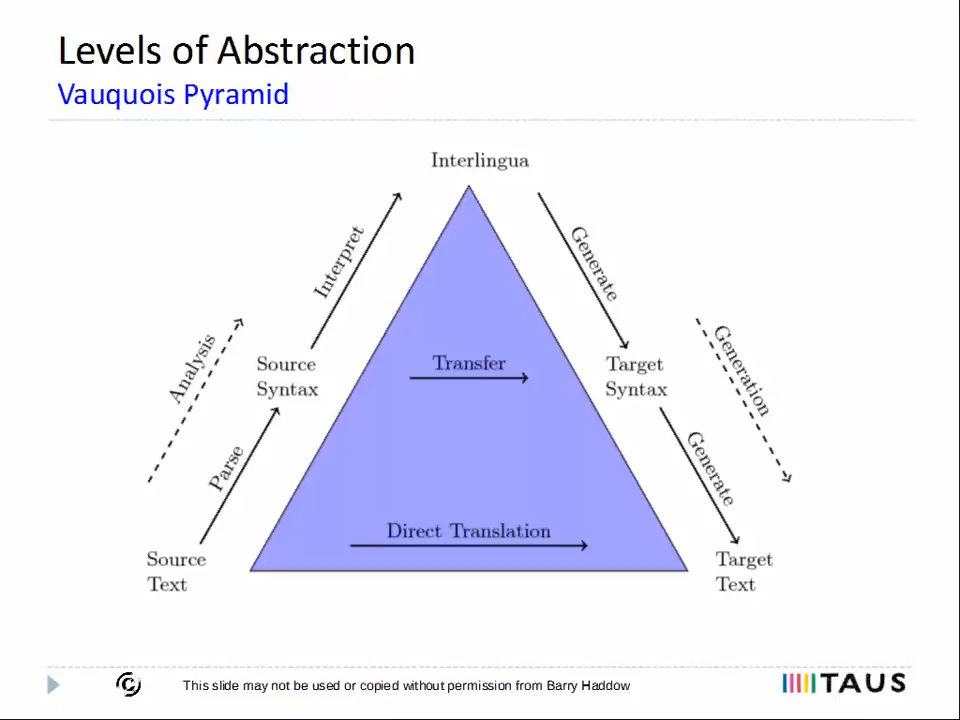 Levels of Abstraction
Vauquois Pyramid
Interlingua
Interpret
Generate
Analysis
Source
Syntax
Transfer
Target
Syntax
Generation
Parse
Generate
Direct Translation
Source
Text
Target
Text
This slide may not be used or copied without permission from Barry Haddow
TAUS